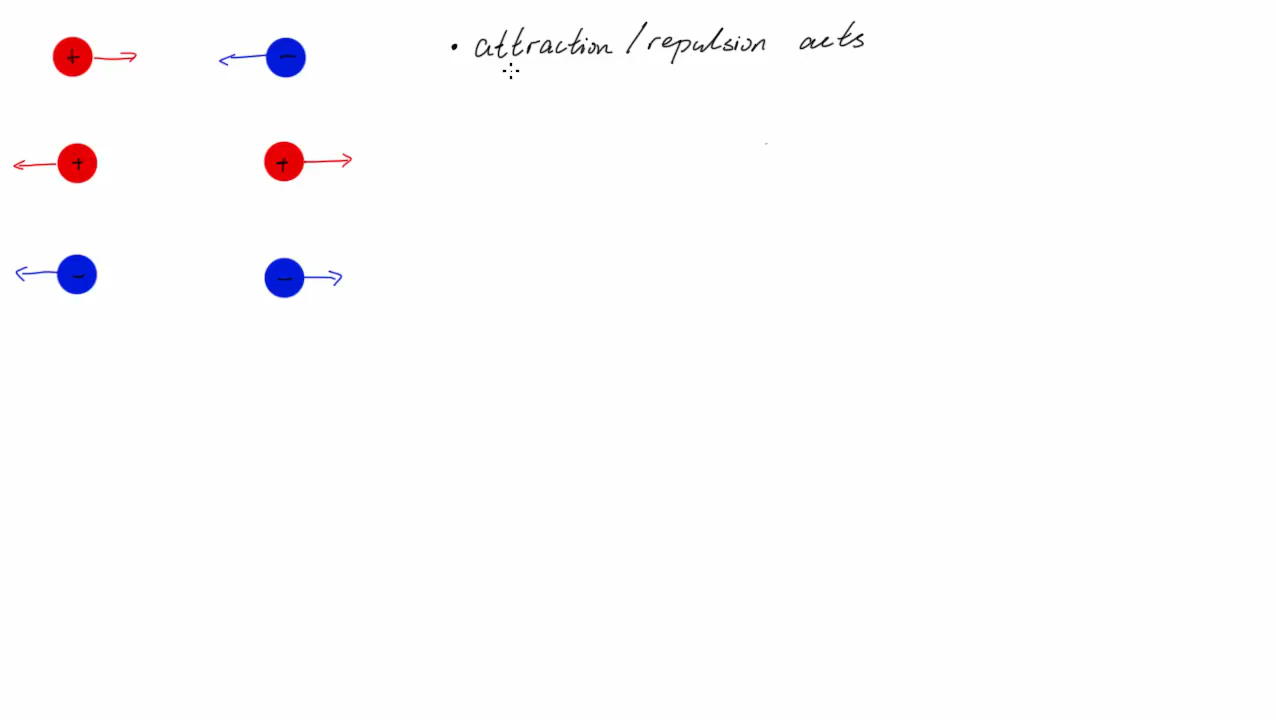 + −
• attraction / repulsion acts
+ +
− −